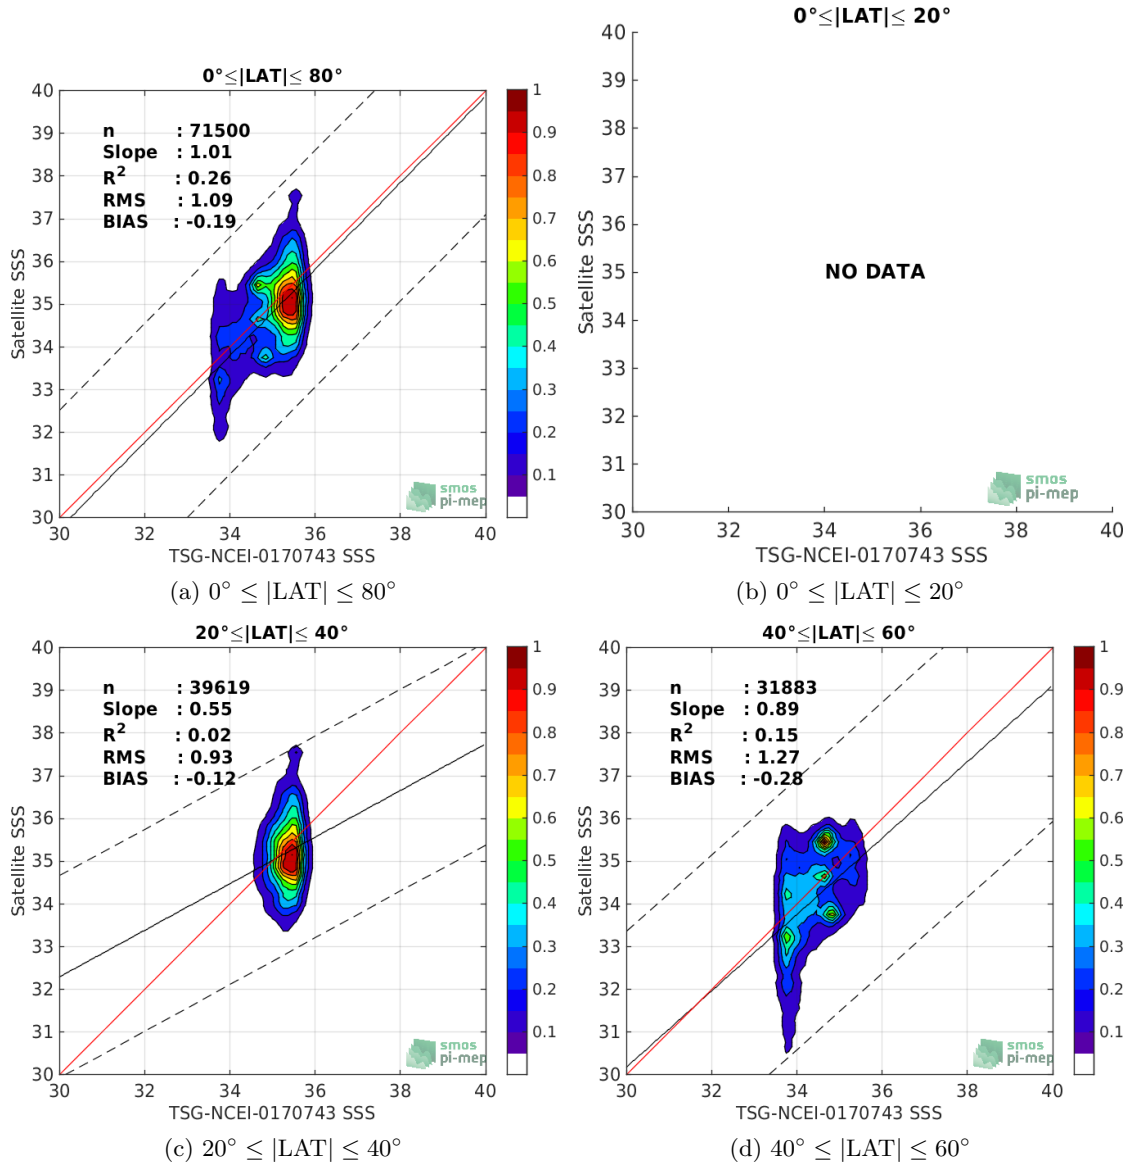 0°≤|LAT|≤ 80°
40
39
38
37
36
35
34
33
32
31
30
30 32 34 36 38 40
Satellite SSS
TSG-NCEI-0170743 SSS
n : 71500
Slope : 1.01
R² : 0.26
RMS : 1.09
BIAS : -0.19
1
0.9
0.8
0.7
0.6
0.5
0.4
0.3
0.2
0.1
smos
pi-mep
(a) 0° ≤ |LAT| ≤ 80°
0°≤|LAT|≤ 20°
40
39
38
37
36
35
34
33
32
31
30
30 32 34 36 38 40
Satellite SSS
TSG-NCEI-0170743 SSS
NO DATA
smos
pi-mep
(b) 0° ≤ |LAT| ≤ 20°
20°≤|LAT|≤ 40°
40
39
38
37
36
35
34
33
32
31
30
30 32 34 36 38 40
Satellite SSS
TSG-NCEI-0170743 SSS
n : 39619
Slope : 0.55
R² : 0.02
RMS : 0.93
BIAS : -0.12
1
0.9
0.8
0.7
0.6
0.5
0.4
0.3
0.2
0.1
smos
pi-mep
(c) 20° ≤ |LAT| ≤ 40°
40°≤|LAT|≤ 60°
40
39
38
37
36
35
34
33
32
31
30
30 32 34 36 38 40
Satellite SSS
TSG-NCEI-0170743 SSS
n : 31883
Slope : 0.89
R² : 0.15
RMS : 1.27
BIAS : -0.28
1
0.9
0.8
0.7
0.6
0.5
0.4
0.3
0.2
0.1
smos
pi-mep
(d) 40° ≤ |LAT| ≤ 60°